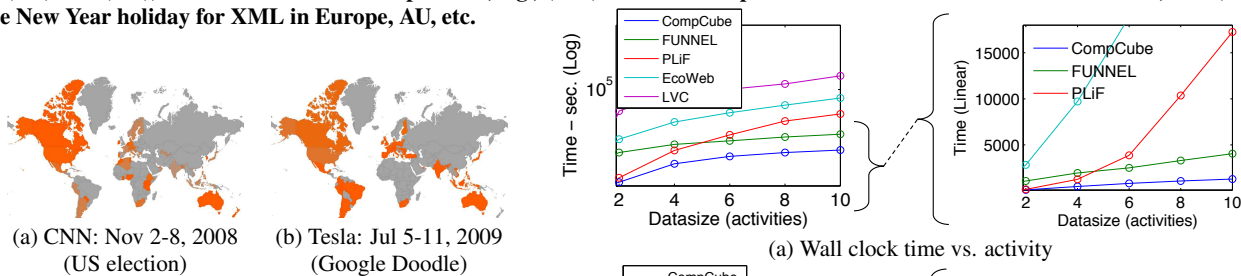 e New Year holiday for XML in Europe, AU, etc.
(a) CNN: Nov 2-8, 2008
(US election)
(b) Tesla: Jul 5-11, 2009
(Google Doodle)
CompCube
FUNNEL
PLiF
EcoWeb
LVC
Time − sec. (Log)
10^5
2 4 6 8 10
Datasize (activities)
CompCube
FUNNEL
PLiF
Time (Linear)
15000
10000
5000
2 4 6 8 10
Datasize (activities)
(a) Wall clock time vs. activity
CompCube